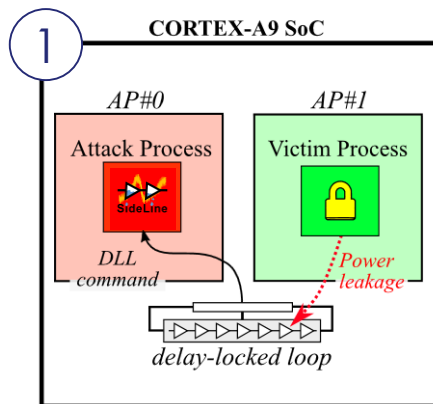 1
CORTEX-A9 SoC
AP#0
AP#1
Attack Process
Victim Process
SideLine
DLL
command
Power
leakage
delay-locked loop